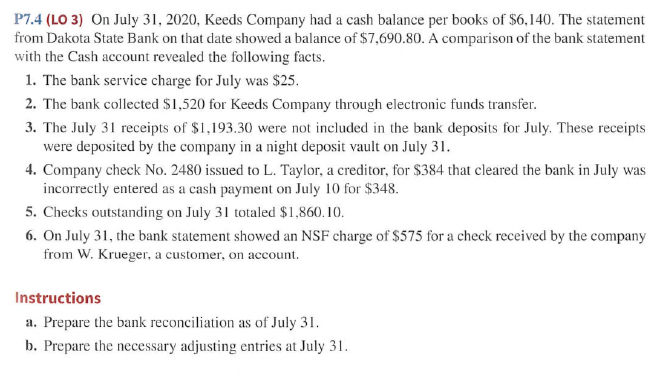 P7.4 (LO 3) On July 31, 2020, Keeds Company had a cash balance per books of $6,140. The statement
from Dakota State Bank on that date showed a balance of $7,690.80. A comparison of the bank statement
with the Cash account revealed the following facts.
1. The bank service charge for July was $25.
2. The bank collected $1,520 for Keeds Company through electronic funds transfer.
3. The July 31 receipts of $1,193.30 were not included in the bank deposits for July. These receipts
were deposited by the company in a night deposit vault on July 31.
4. Company check No. 2480 issued to L. Taylor, a creditor, for $384 that cleared the bank in July was
incorrectly entered as a cash payment on July 10 for $348.
5. Checks outstanding on July 31 totaled $1,860.10.
6. On July 31, the bank statement showed an NSF charge of $575 for a check received by the company
from W. Krueger, a customer, on account.
Instructions
a. Prepare the bank reconciliation as of July 31.
b. Prepare the necessary adjusting entries at July 31.